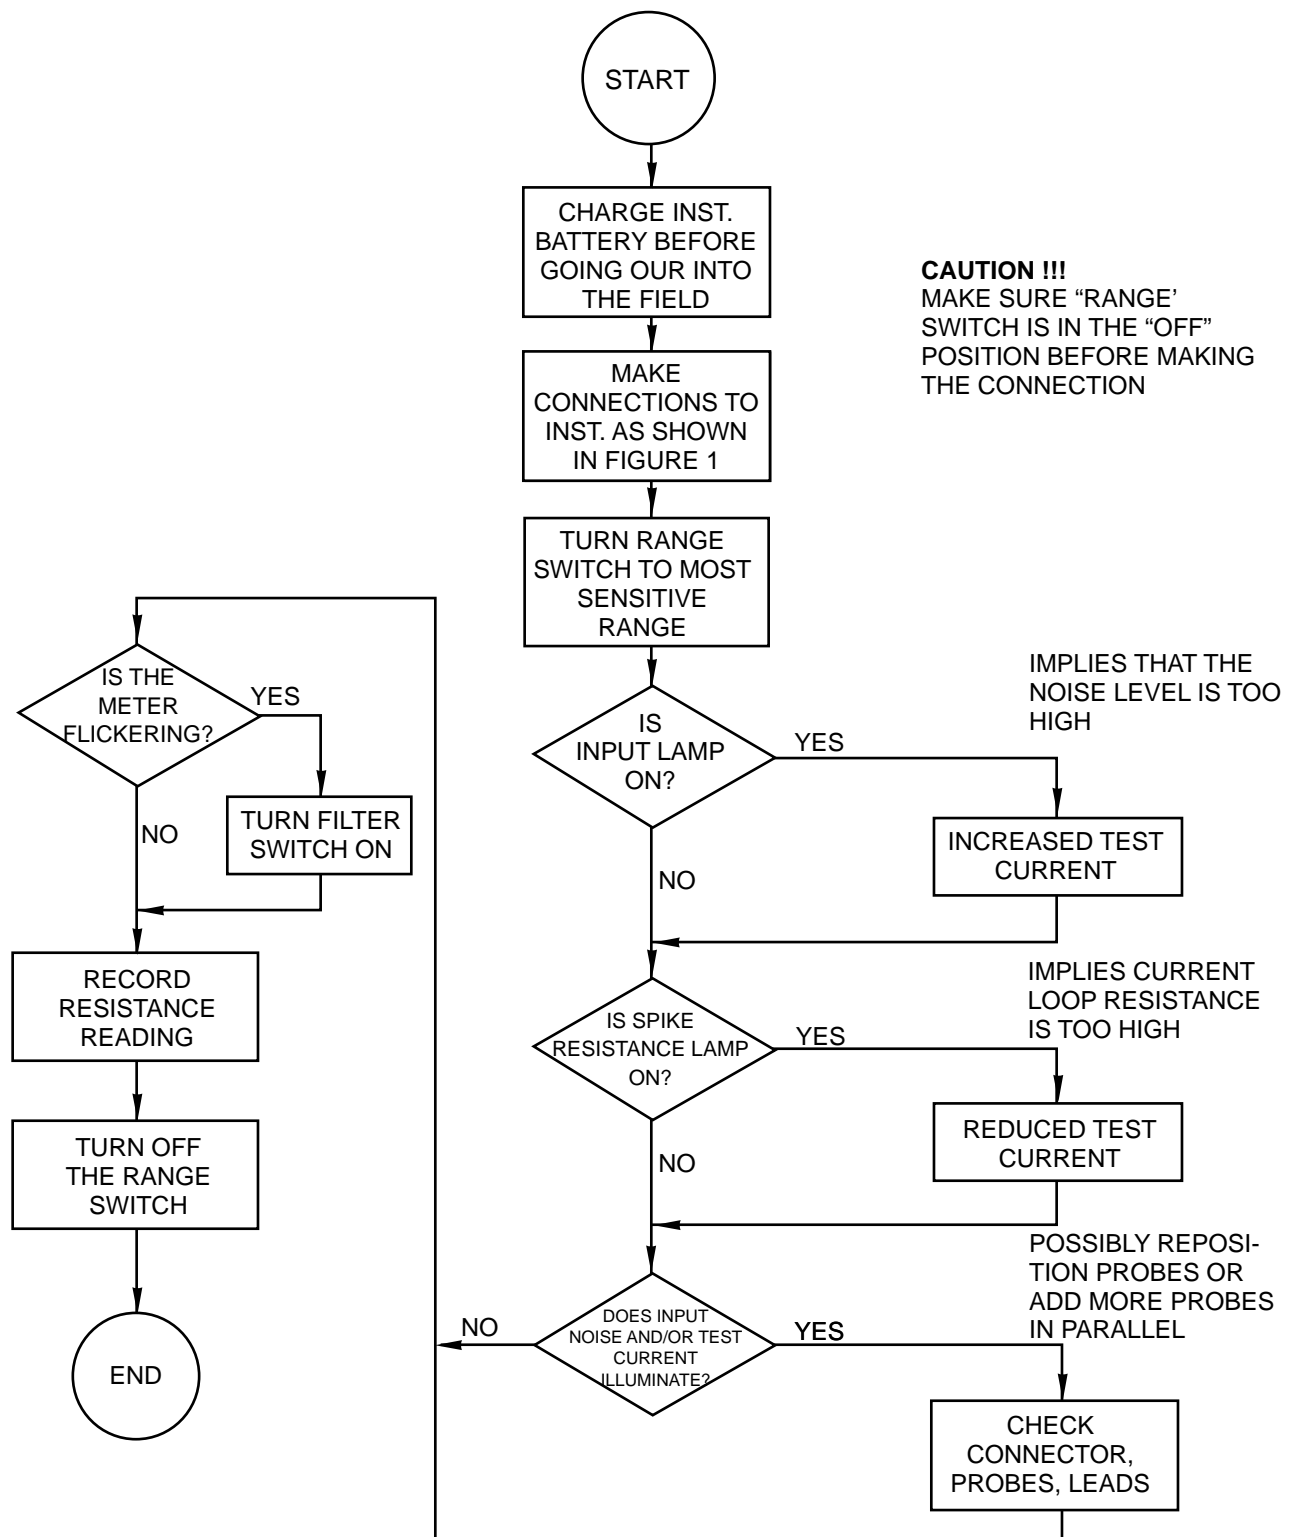 START
CHARGE INST.
BATTERY BEFORE
GOING OUR INTO
THE FIELD
CAUTION !!!
MAKE SURE “RANGE’
SWITCH IS IN THE “OFF”
POSITION BEFORE MAKING
THE CONNECTION
MAKE
CONNECTIONS TO
INST. AS SHOWN
IN FIGURE 1
TURN RANGE
SWITCH TO MOST
SENSITIVE
RANGE
IS
INPUT LAMP
ON?
YES
IMPLIES THAT THE
NOISE LEVEL IS TOO
HIGH
INCREASED TEST
CURRENT
NO
IS SPIKE
RESISTANCE LAMP
ON?
YES
IMPLIES CURRENT
LOOP RESISTANCE
IS TOO HIGH
REDUCED TEST
CURRENT
NO
DOES INPUT
NOISE AND/OR TEST
CURRENT
ILLUMINATE?
YES
POSSIBLY REPOSI-
TION PROBES OR
ADD MORE PROBES
IN PARALLEL
CHECK
CONNECTOR,
PROBES, LEADS
NO
IS THE
METER
FLICKERING?
YES
TURN FILTER
SWITCH ON
NO
RECORD
RESISTANCE
READING
TURN OFF
THE RANGE
SWITCH
END